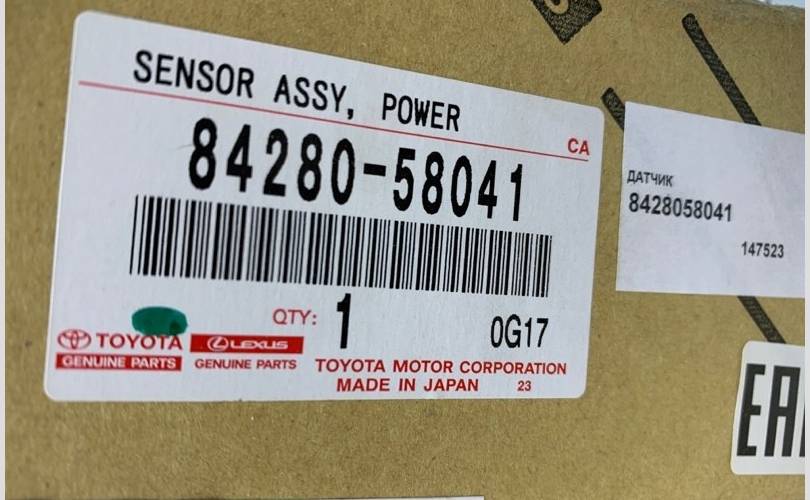 SENSOR ASSY, POWER
CA
84280-58041
QTY: 1
0G17
TOYOTA
GENUINE PARTS
LEXUS
GENUINE PARTS
TOYOTA MOTOR CORPORATION
MADE IN JAPAN 23
ДАТЧИК
8428058041
147523
EAC